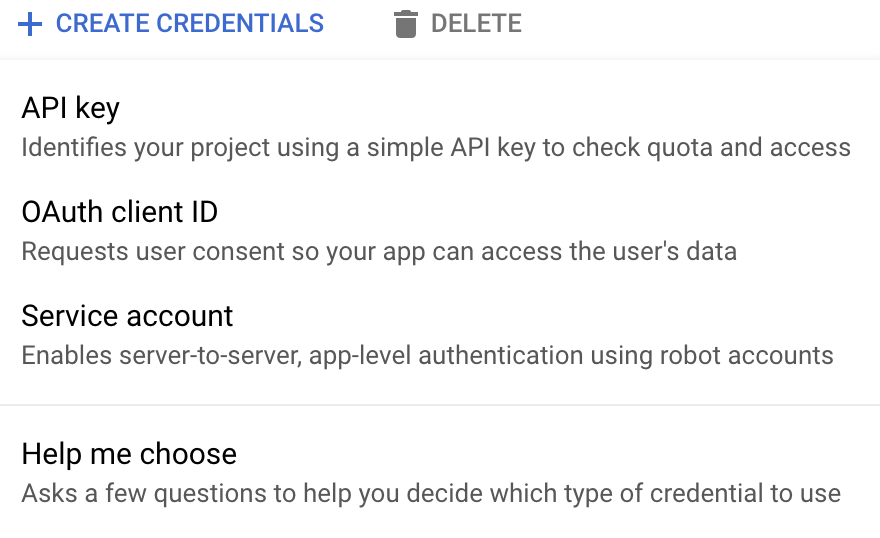 CREATE CREDENTIALS DELETE
API key
Identifies your project using a simple API key to check quota and access
OAuth client ID
Requests user consent so your app can access the user's data
Service account
Enables server-to-server, app-level authentication using robot accounts
Help me choose
Asks a few questions to help you decide which type of credential to use